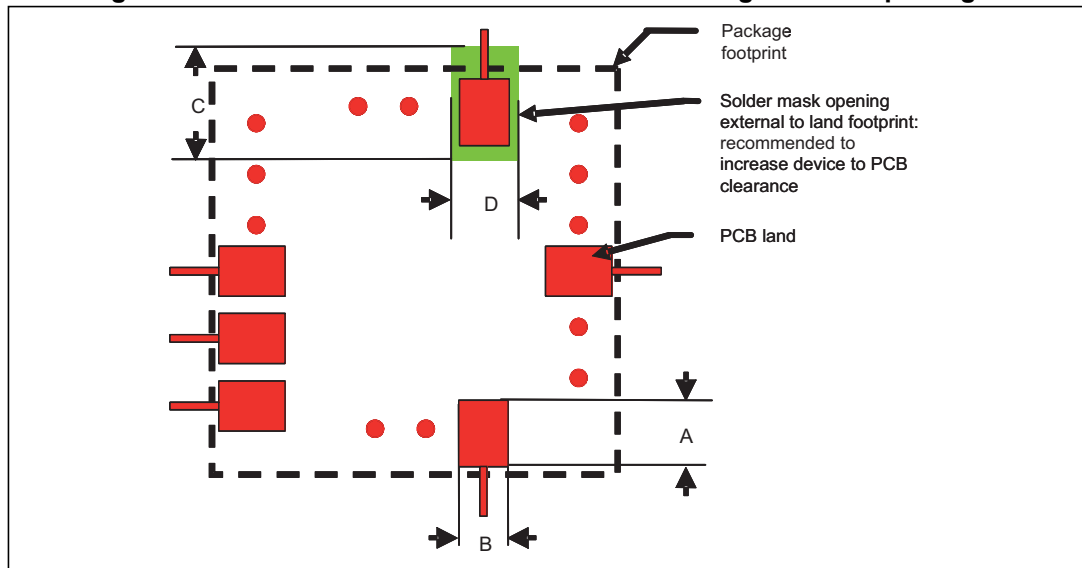 Package
footprint
C
Solder mask opening
external to land footprint:
recommended to
increase device to PCB
clearance
D
PCB land
A
B